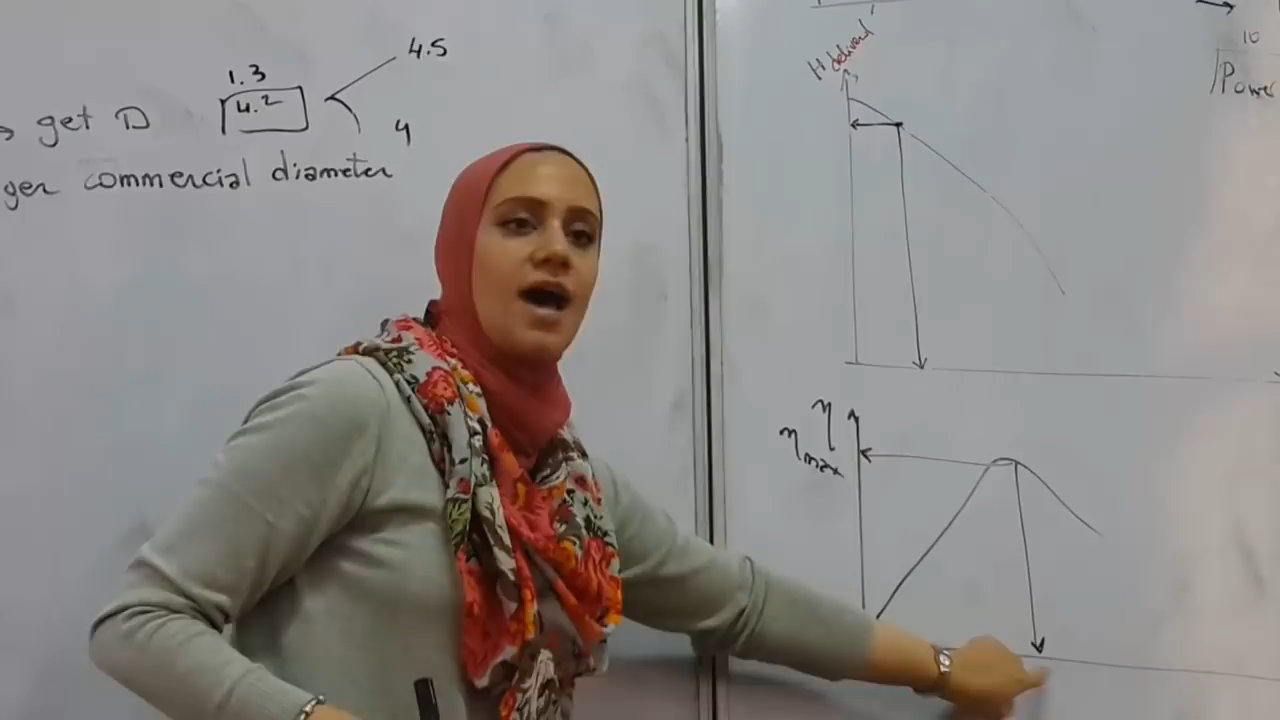 4.5
1.3
→ get D 4.2
4
ger commercial diameter
H delivered
10
Power
η
ηmax